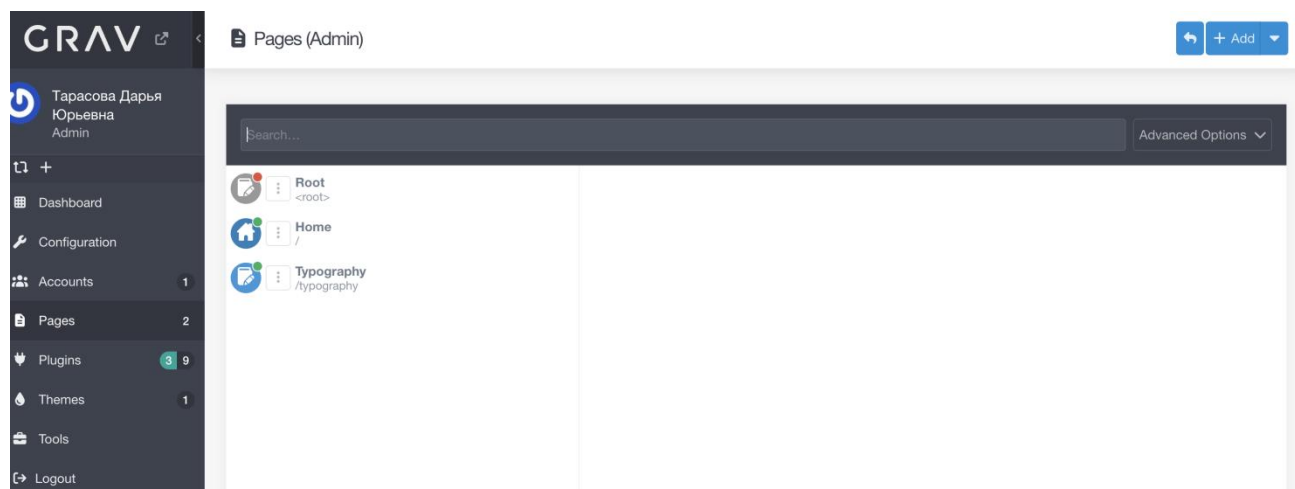 GRAV
Pages (Admin)
Add
Тарасова Дарья
Юрьевна
Admin
Search...
Advanced Options
Root
<root>
Dashboard
Home
/
Configuration
Typography
/typography
Accounts 1
Pages 2
Plugins 3 9
Themes 1
Tools
Logout